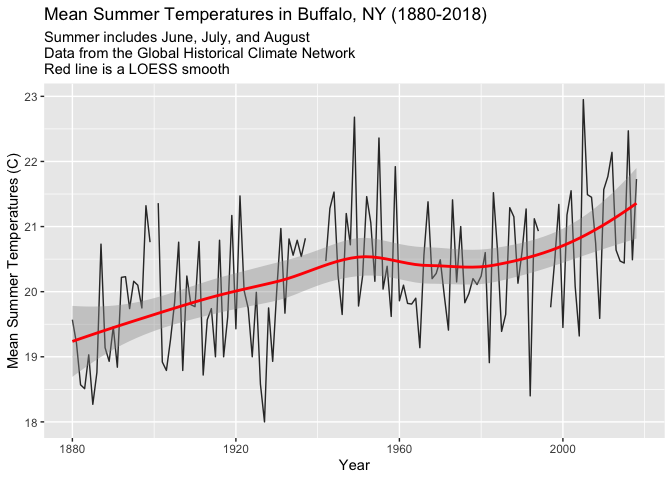 Mean Summer Temperatures in Buffalo, NY (1880-2018)
Summer includes June, July, and August
Data from the Global Historical Climate Network
Red line is a LOESS smooth
Mean Summer Temperatures (C)
23
22
21
20
19
18
1880 1920 1960 2000
Year